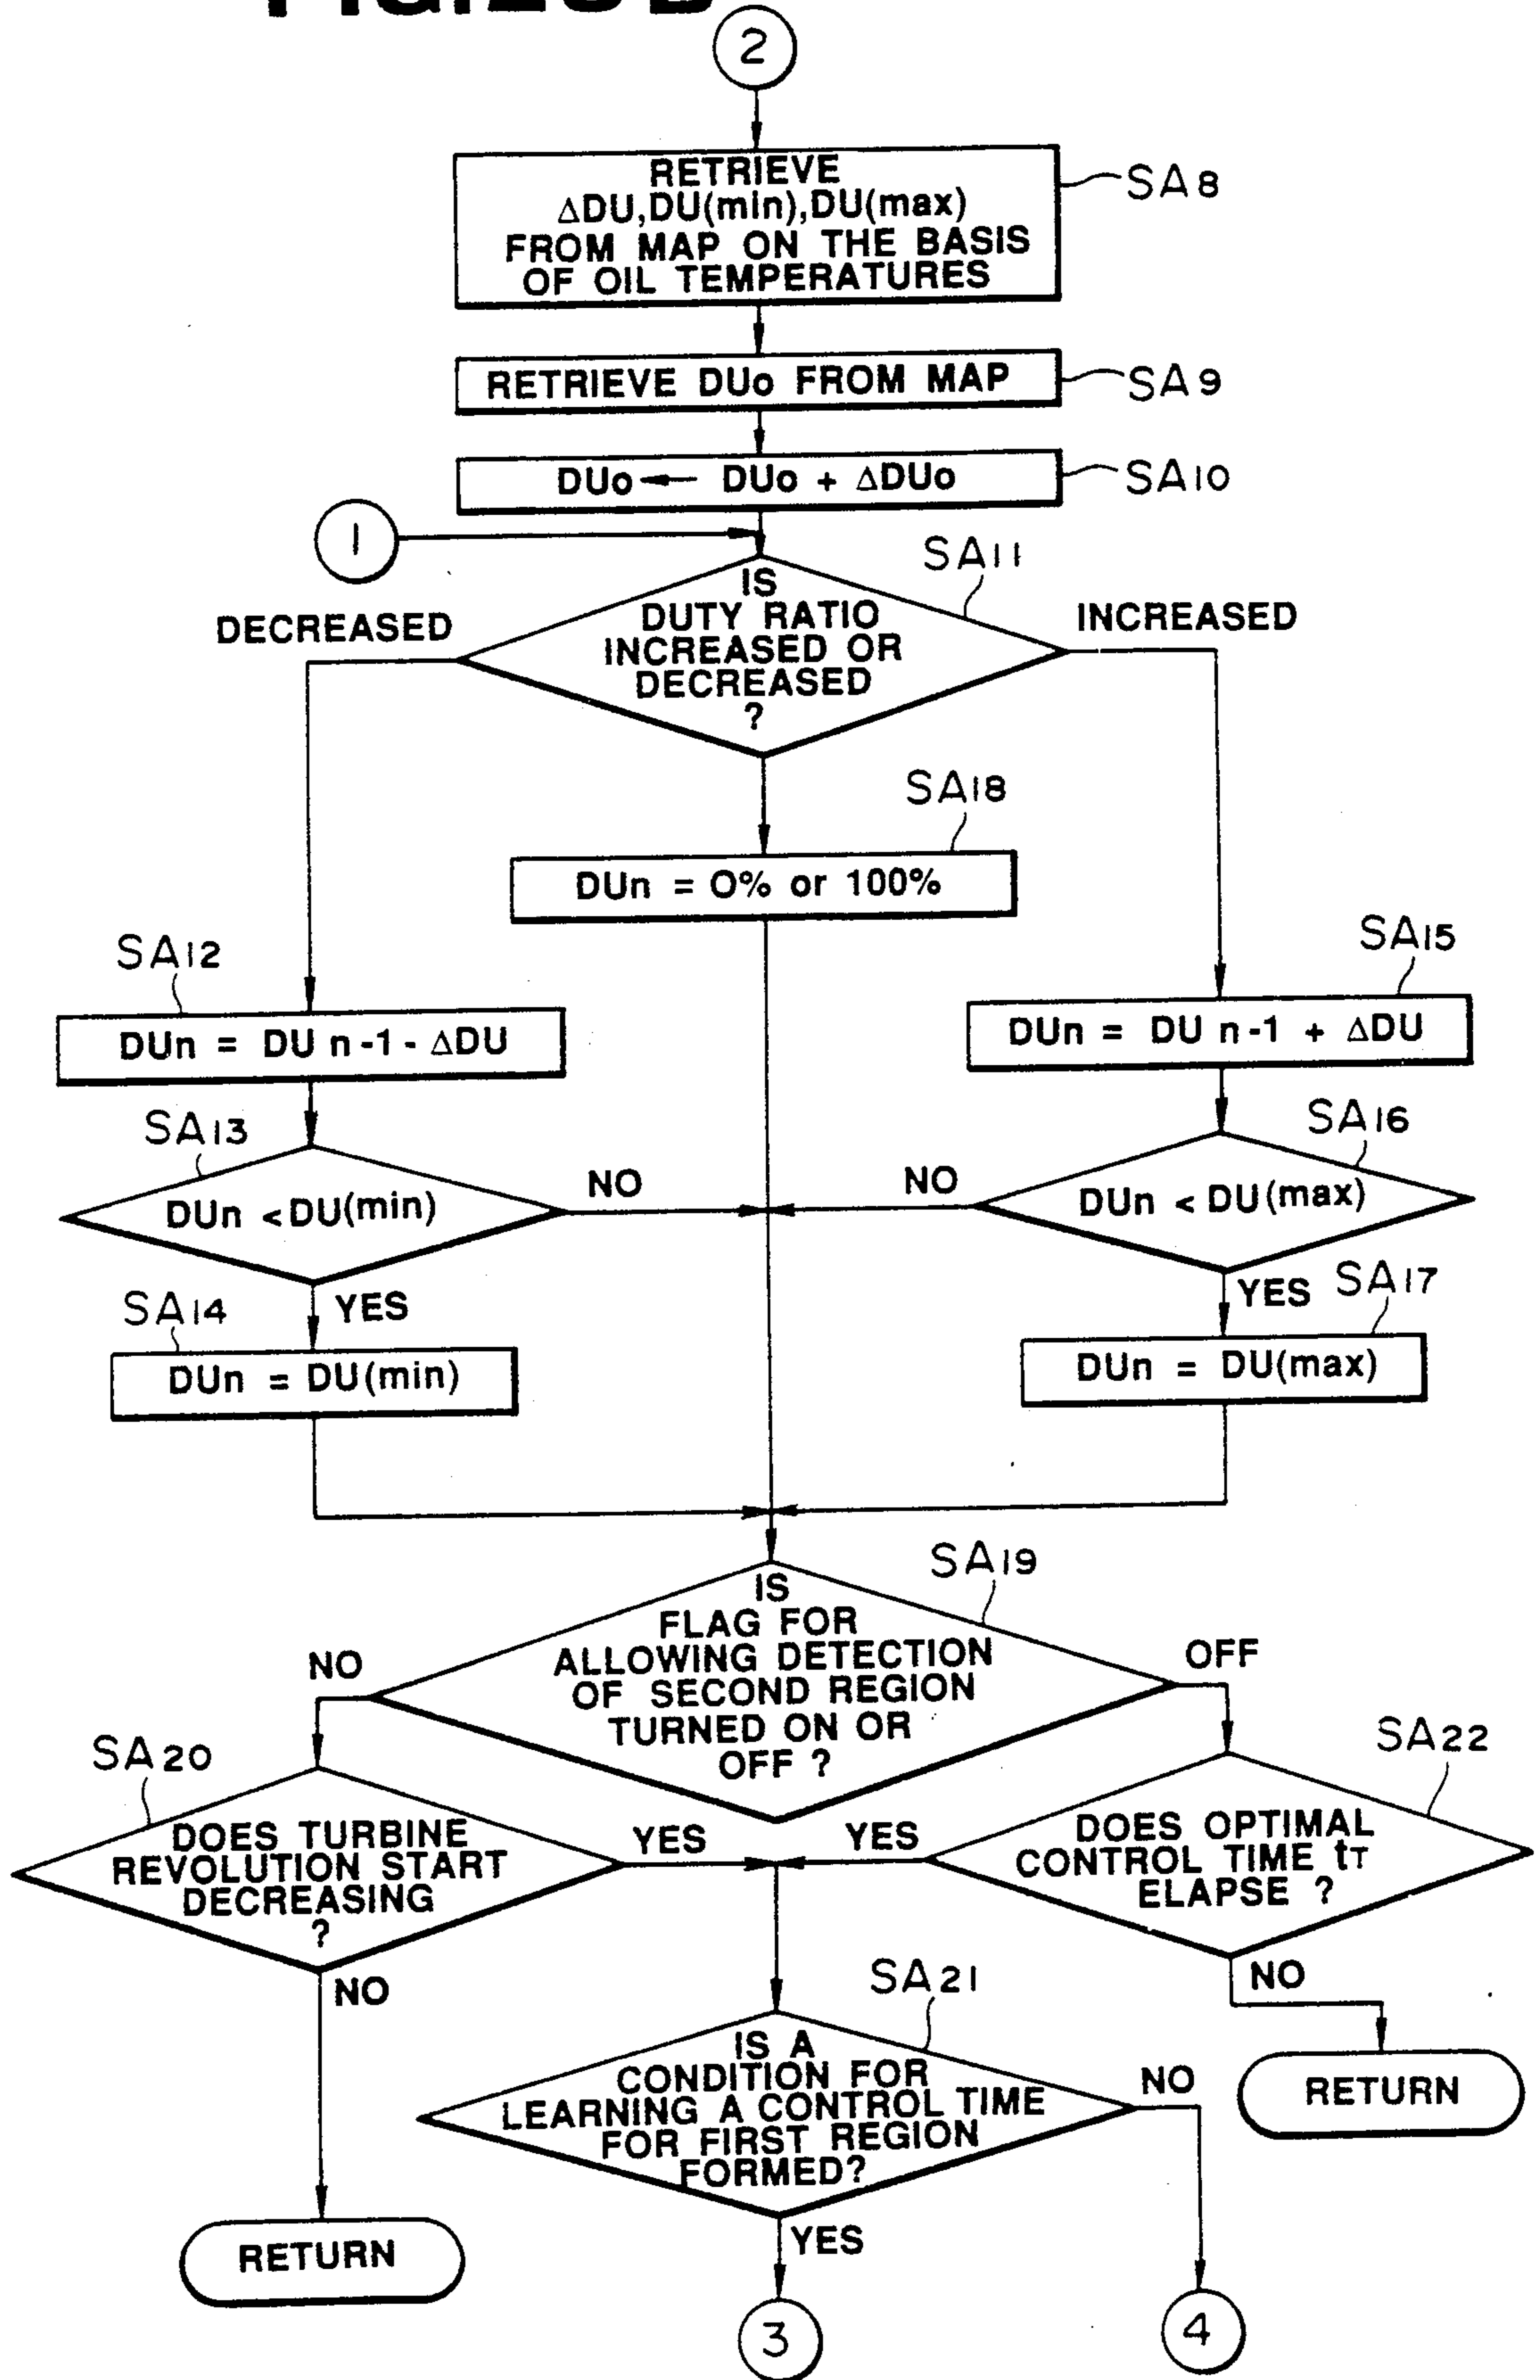 2
RETRIEVE
ΔDU,DU(min),DU(max)
FROM MAP ON THE BASIS
OF OIL TEMPERATURES
SA8
RETRIEVE DUo FROM MAP
SA9
DUo ← DUo + ΔDUo
SA10
1
SA11
IS
DUTY RATIO
INCREASED OR
DECREASED
?
DECREASED
INCREASED
SA18
DUn = 0% or 100%
SA12
DUn = DU n-1 - ΔDU
SA15
DUn = DU n-1 + ΔDU
SA13
DUn < DU(min)
NO
YES
SA16
DUn < DU(max)
NO
YES
SA14
DUn = DU(min)
SA17
DUn = DU(max)
SA19
IS
FLAG FOR
ALLOWING DETECTION
OF SECOND REGION
TURNED ON OR
OFF ?
NO
OFF
SA20
DOES TURBINE
REVOLUTION START
DECREASING
?
YES
NO
SA22
DOES OPTIMAL
CONTROL TIME tT
ELAPSE ?
YES
NO
SA21
IS A
CONDITION FOR
LEARNING A CONTROL TIME
FOR FIRST REGION
FORMED?
NO
YES
RETURN
RETURN
3
4